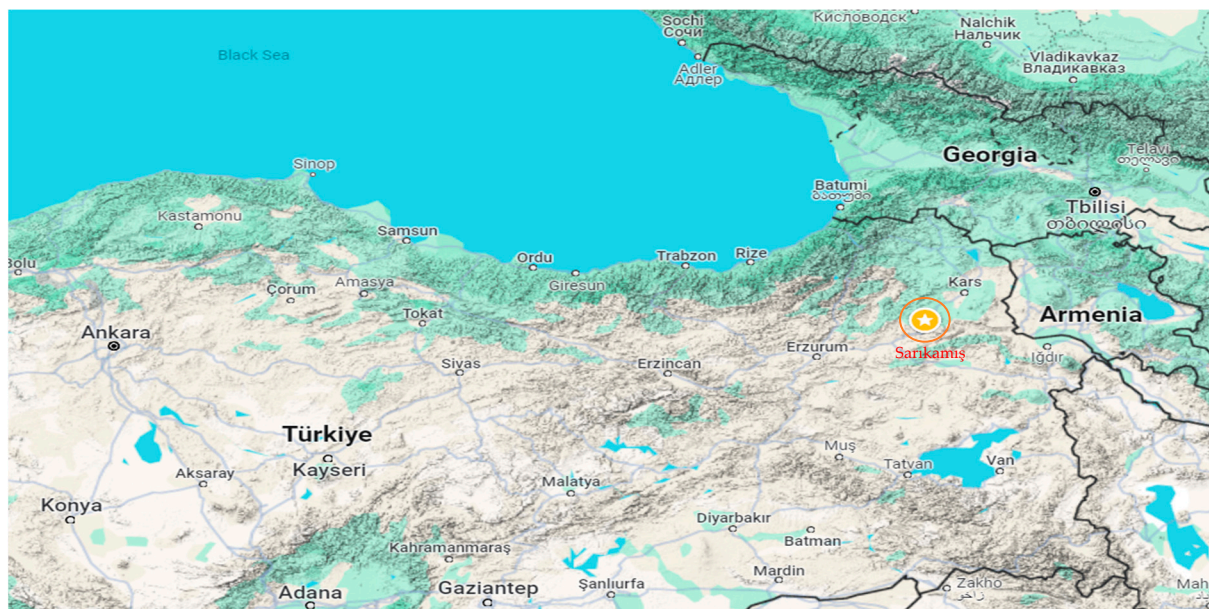 Sochi
Сочи
Кисловодск
Nalchik
Нальчик
Black Sea
Vladikavkaz
Владикавказ
Adler
Адлер
Georgia
Telavi
თელავი
Sinop
Batumi
ბათუმი
Tbilisi
თბილისი
Kastamonu
Samsun
Ordu
Trabzon
Rize
Bolu
Giresun
Kars
Çorum
Amasya
Tokat
Armenia
Ankara
Sarıkamış
Erzurum
Iğdır
Sivas
Erzincan
Türkiye
Kayseri
Muş
Tatvan
Van
Aksaray
Malatya
Konya
Diyarbakır
Batman
Kahramanmaraş
Mardin
Gaziantep
Şanlıurfa
Adana
Zakho
زاخو
Mah